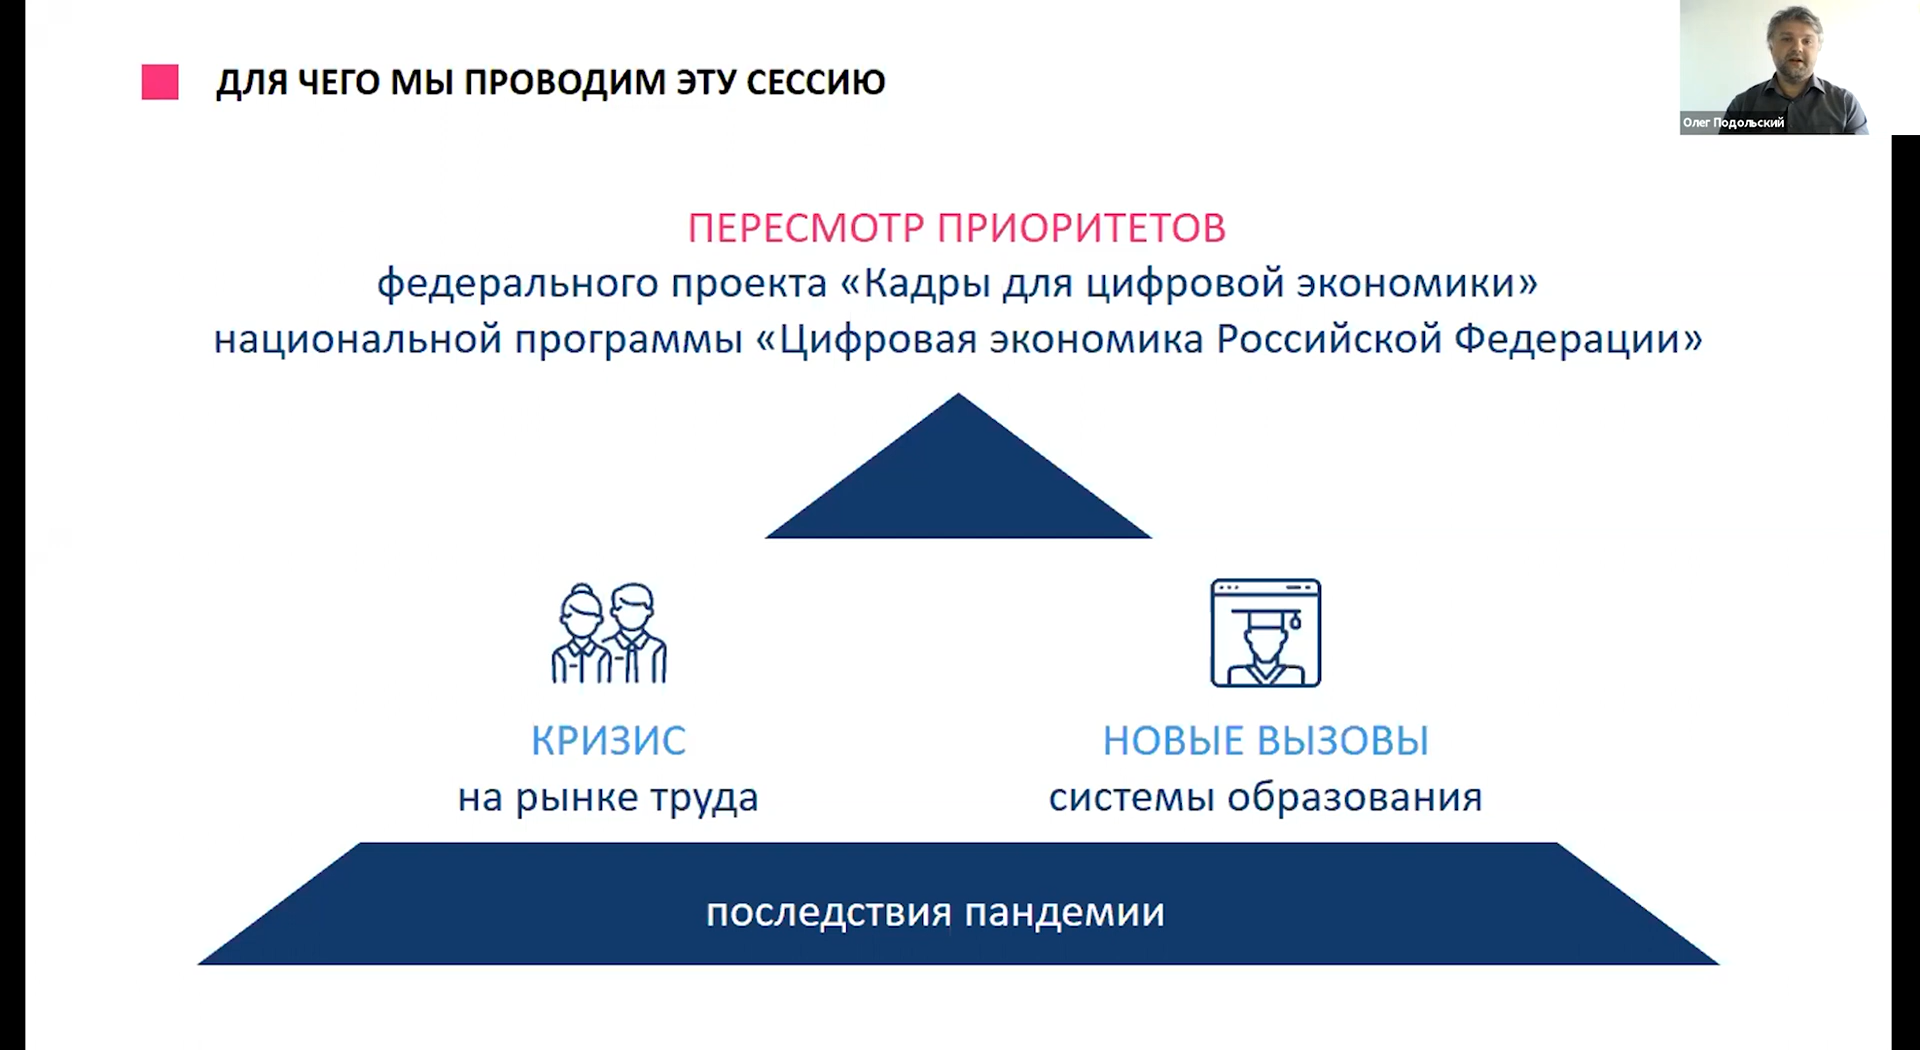 ДЛЯ ЧЕГО МЫ ПРОВОДИМ ЭТУ СЕССИЮ
Олег Подольский
ПЕРЕСМОТР ПРИОРИТЕТОВ
федерального проекта «Кадры для цифровой экономики»
национальной программы «Цифровая экономика Российской Федерации»
КРИЗИС
на рынке труда
НОВЫЕ ВЫЗОВЫ
системы образования
последствия пандемии